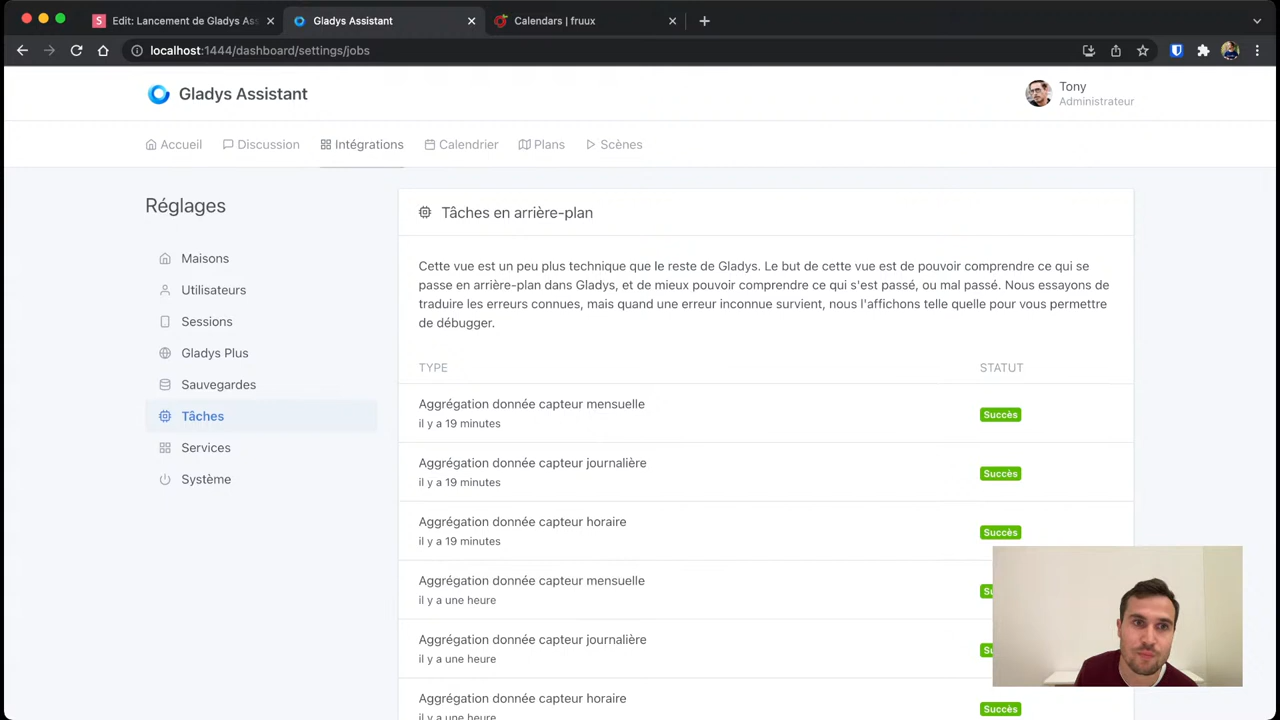 Edit: Lancement de Gladys Ass
Gladys Assistant
Calendars | fruux
localhost:1444/dashboard/settings/jobs
Gladys Assistant
Tony
Administrateur
Accueil
Discussion
Intégrations
Calendrier
Plans
Scènes
Réglages
Maisons
Utilisateurs
Sessions
Gladys Plus
Sauvegardes
Tâches
Services
Système
Tâches en arrière-plan
Cette vue est un peu plus technique que le reste de Gladys. Le but de cette vue est de pouvoir comprendre ce qui se
passe en arrière-plan dans Gladys, et de mieux pouvoir comprendre ce qui s'est passé, ou mal passé. Nous essayons de
traduire les erreurs connues, mais quand une erreur inconnue survient, nous l'affichons telle quelle pour vous permettre
de débugger.
TYPE STATUT
Aggrégation donnée capteur mensuelle
il y a 19 minutes
Succès
Aggrégation donnée capteur journalière
il y a 19 minutes
Succès
Aggrégation donnée capteur horaire
il y a 19 minutes
Succès
Aggrégation donnée capteur mensuelle
il y a une heure
Aggrégation donnée capteur journalière
il y a une heure
Aggrégation donnée capteur horaire
il y a une heure
Succès